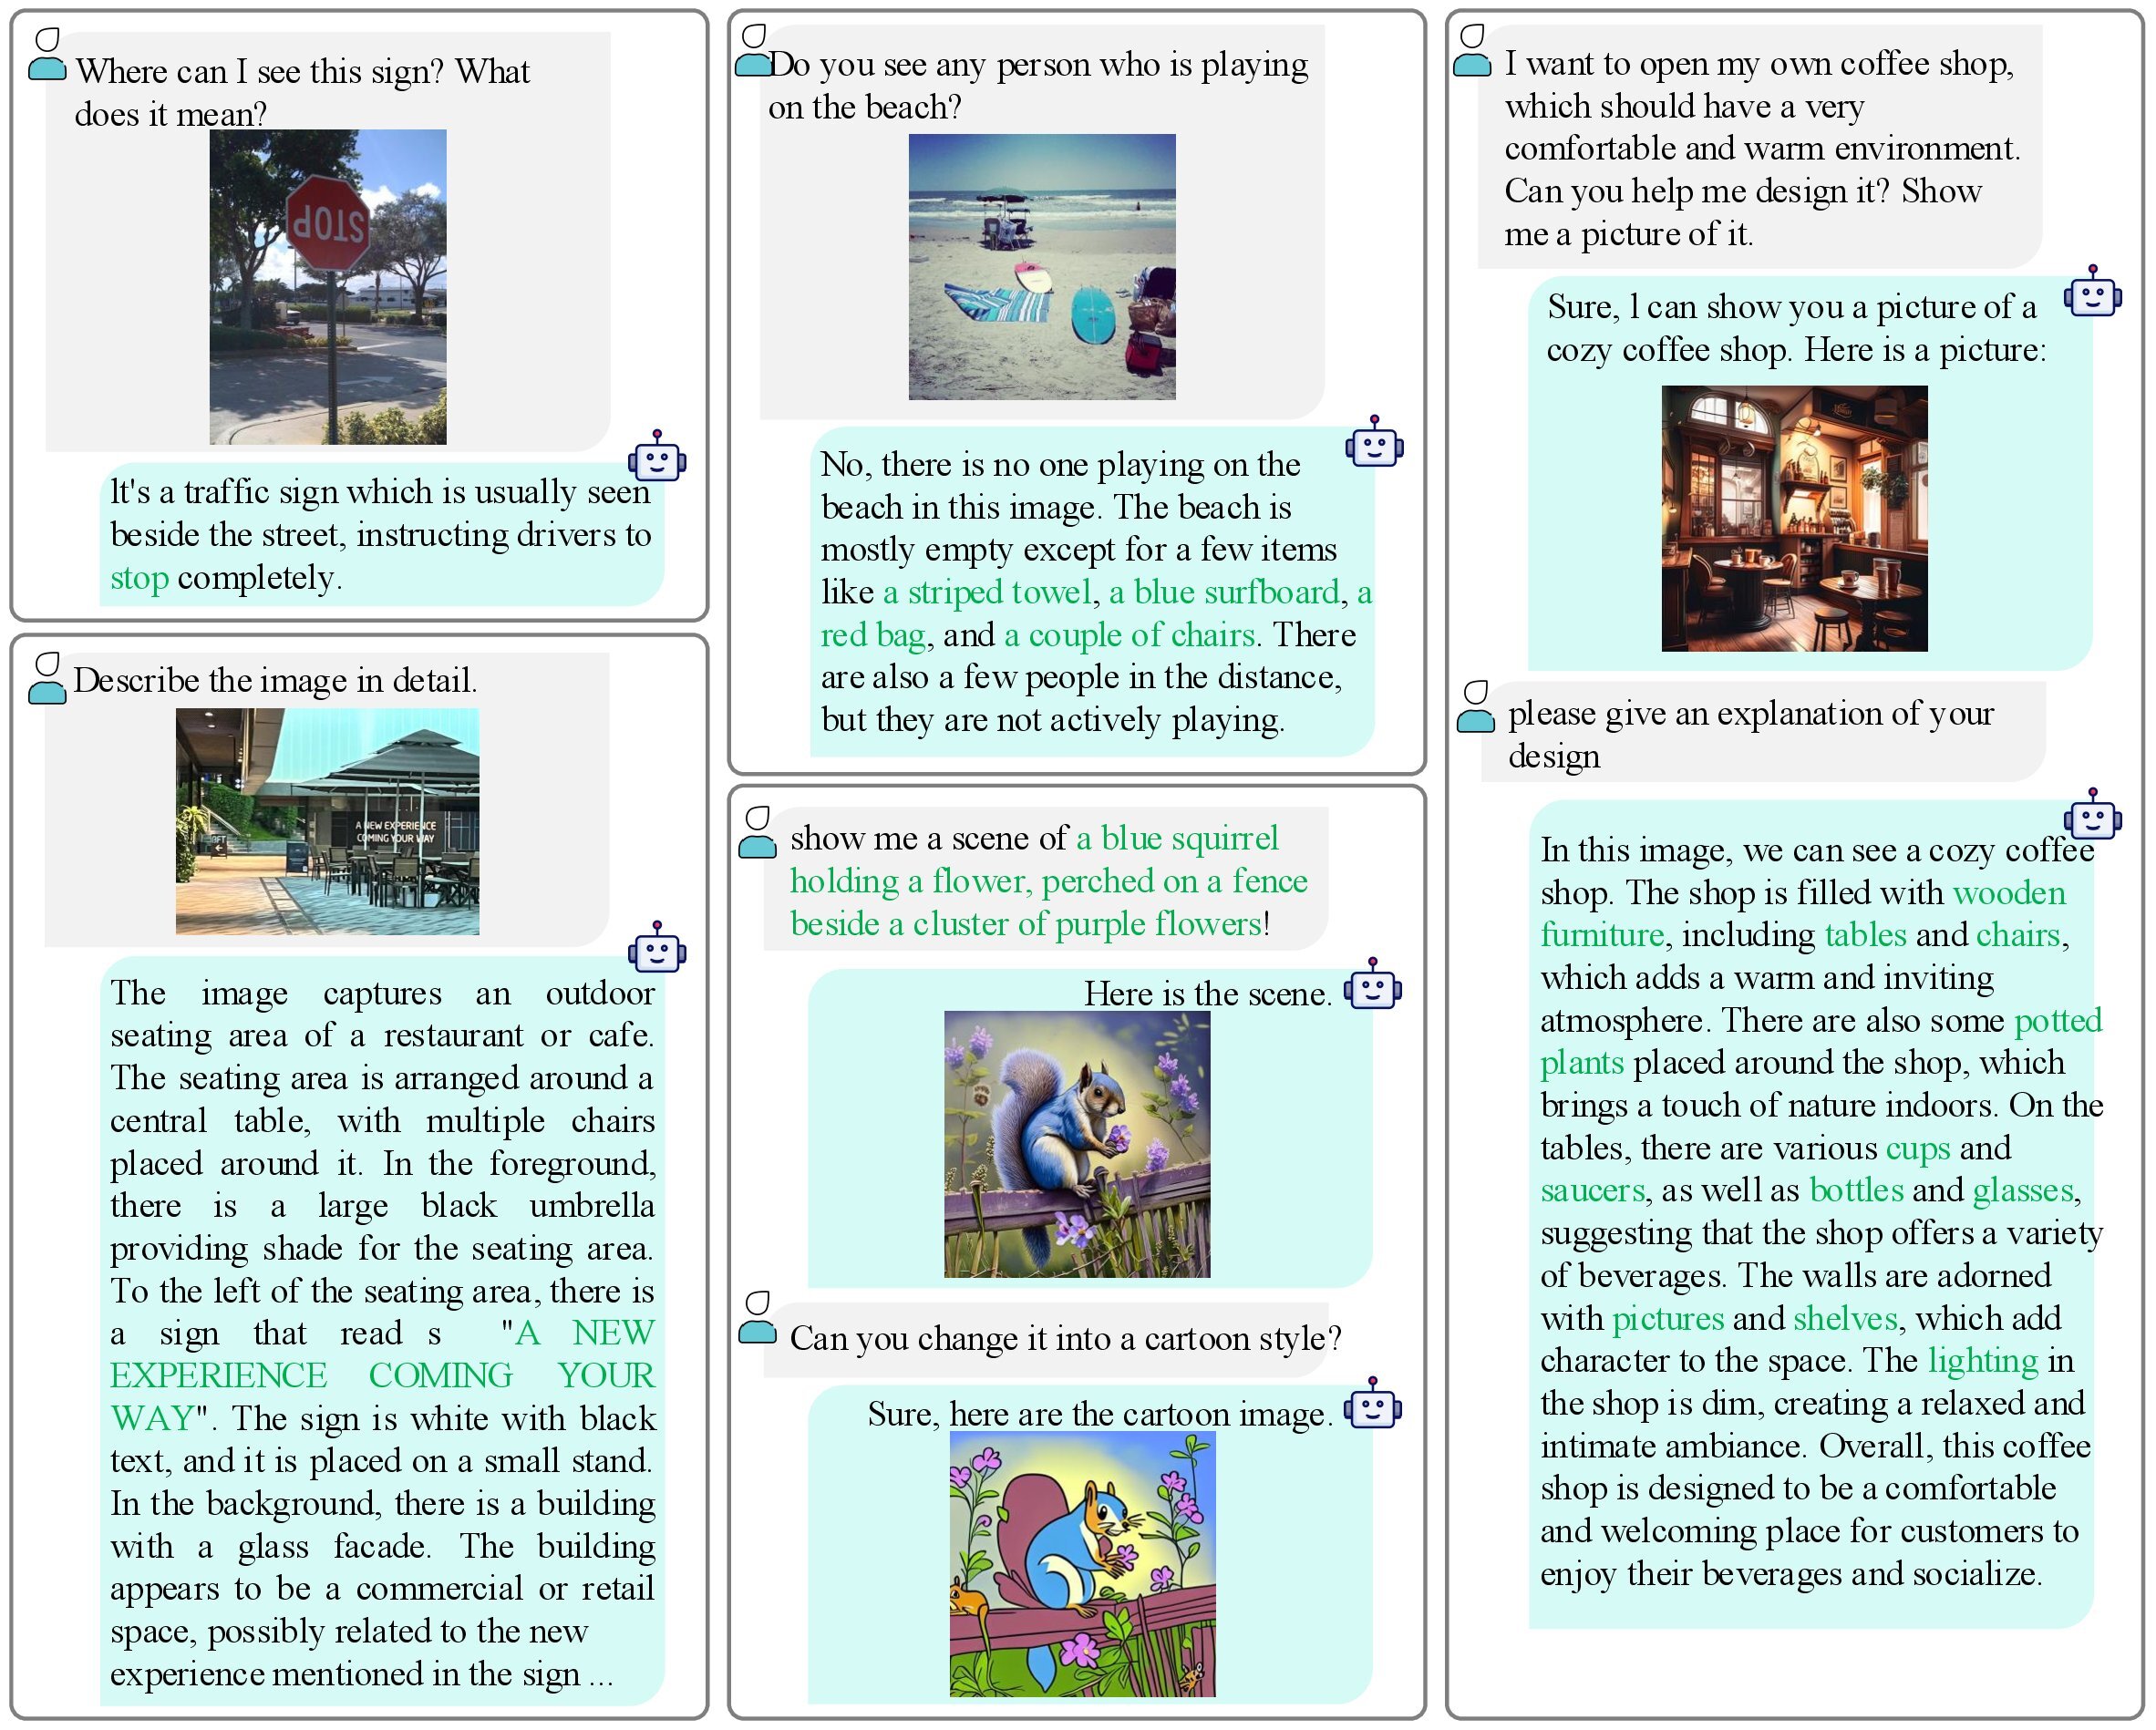 Where can I see this sign? What
does it mean?
STOP
lt's a traffic sign which is usually seen
beside the street, instructing drivers to
stop completely.
Describe the image in detail.
A NEW EXPERIENCE
COMING YOUR WAY
The image captures an outdoor
seating area of a restaurant or cafe.
The seating area is arranged around a
central table, with multiple chairs
placed around it. In the foreground,
there is a large black umbrella
providing shade for the seating area.
To the left of the seating area, there is
a sign that read s "A NEW
EXPERIENCE COMING YOUR
WAY". The sign is white with black
text, and it is placed on a small stand.
In the background, there is a building
with a glass facade. The building
appears to be a commercial or retail
space, possibly related to the new
experience mentioned in the sign ...
Do you see any person who is playing
on the beach?
No, there is no one playing on the
beach in this image. The beach is
mostly empty except for a few items
like a striped towel, a blue surfboard, a
red bag, and a couple of chairs. There
are also a few people in the distance,
but they are not actively playing.
show me a scene of a blue squirrel
holding a flower, perched on a fence
beside a cluster of purple flowers!
Here is the scene.
Can you change it into a cartoon style?
Sure, here are the cartoon image.
I want to open my own coffee shop,
which should have a very
comfortable and warm environment.
Can you help me design it? Show
me a picture of it.
Sure, l can show you a picture of a
cozy coffee shop. Here is a picture:
please give an explanation of your
design
In this image, we can see a cozy coffee
shop. The shop is filled with wooden
furniture, including tables and chairs,
which adds a warm and inviting
atmosphere. There are also some potted
plants placed around the shop, which
brings a touch of nature indoors. On the
tables, there are various cups and
saucers, as well as bottles and glasses,
suggesting that the shop offers a variety
of beverages. The walls are adorned
with pictures and shelves, which add
character to the space. The lighting in
the shop is dim, creating a relaxed and
intimate ambiance. Overall, this coffee
shop is designed to be a comfortable
and welcoming place for customers to
enjoy their beverages and socialize.